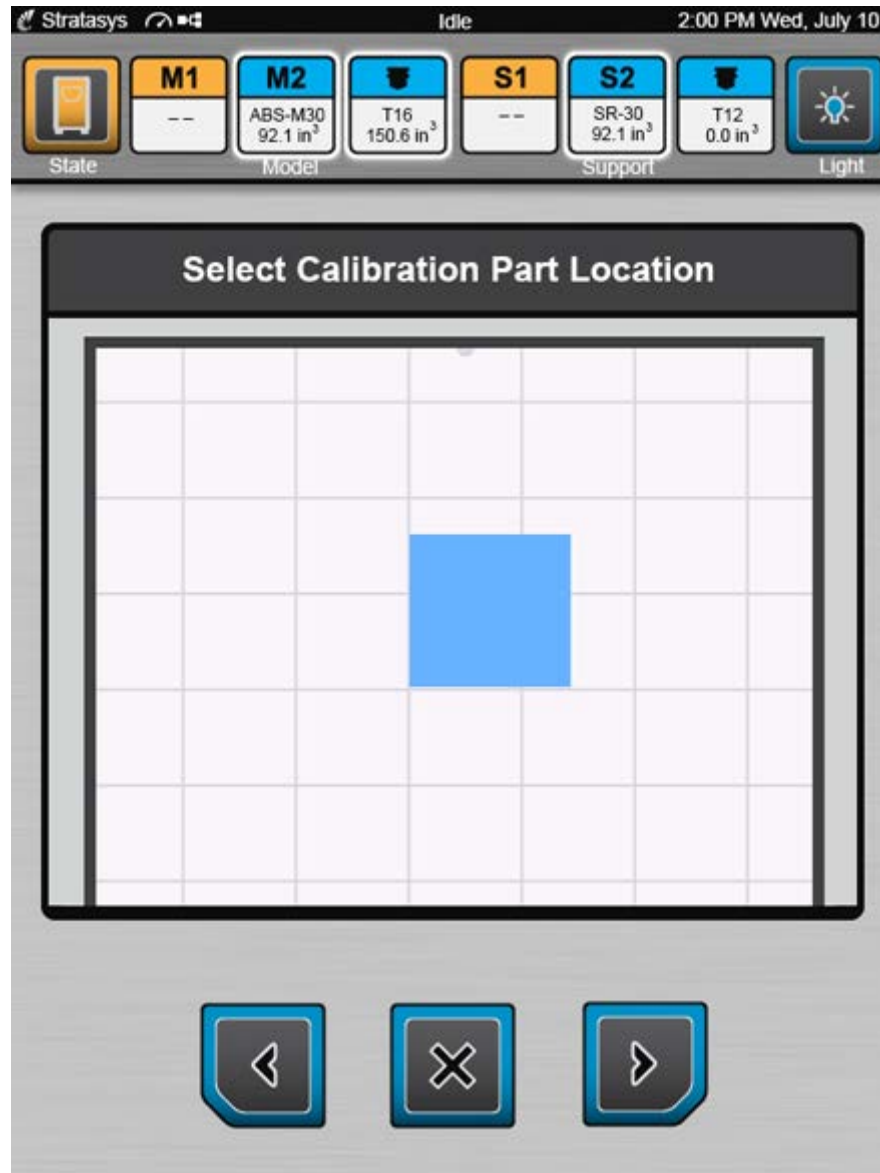 Stratasys Idle 2:00 PM Wed, July 10
M1 M2 S1 S2
-- ABS-M30 T16 -- SR-30 T12
92.1 in³ 150.6 in³ 92.1 in³ 0.0 in³
State Model Support Light
Select Calibration Part Location